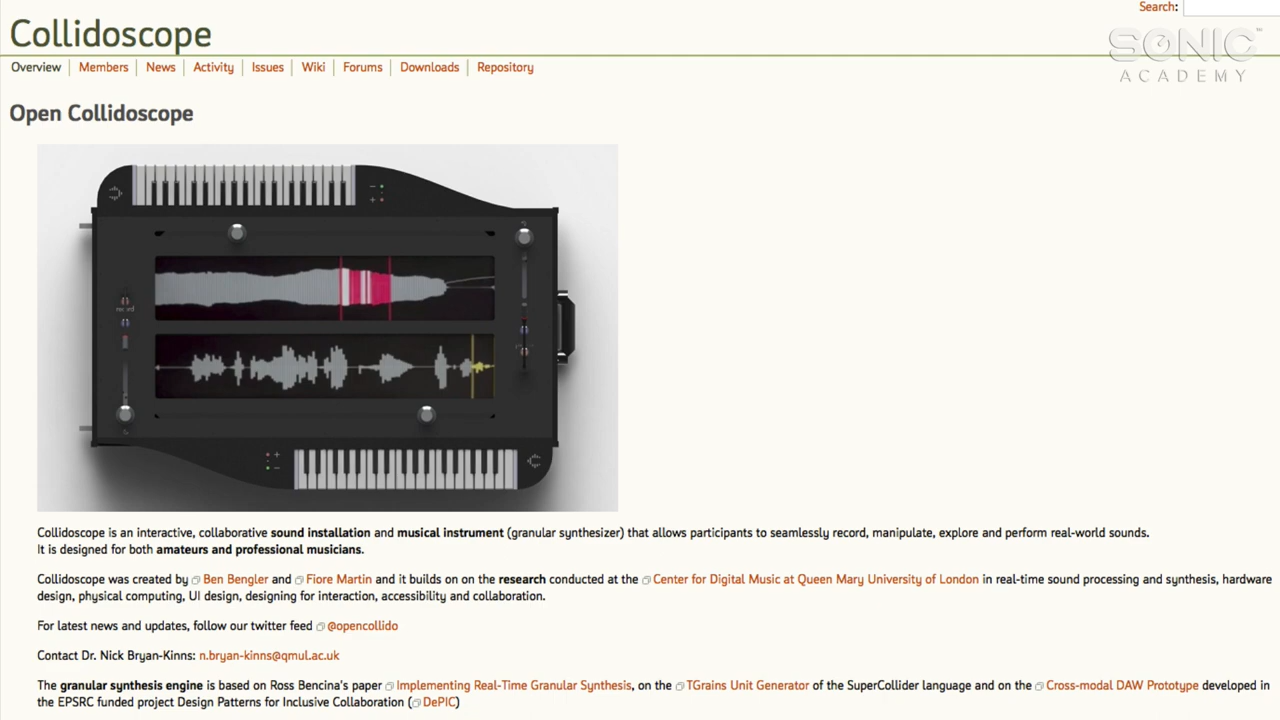 Search:
Collidoscope
SONIC
ACADEMY
Overview Members News Activity Issues Wiki Forums Downloads Repository
Open Collidoscope
record
Collidoscope is an interactive, collaborative sound installation and musical instrument (granular synthesizer) that allows participants to seamlessly record, manipulate, explore and perform real-world sounds.
It is designed for both amateurs and professional musicians.
Collidoscope was created by Ben Bengler and Fiore Martin and it builds on on the research conducted at the Center for Digital Music at Queen Mary University of London in real-time sound processing and synthesis, hardware
design, physical computing, UI design, designing for interaction, accessibility and collaboration.
For latest news and updates, follow our twitter feed @opencollido
Contact Dr. Nick Bryan-Kinns: n.bryan-kinns@qmul.ac.uk
The granular synthesis engine is based on Ross Bencina's paper Implementing Real-Time Granular Synthesis, on the TGrains Unit Generator of the SuperCollider language and on the Cross-modal DAW Prototype developed in
the EPSRC funded project Design Patterns for Inclusive Collaboration (DePIC)